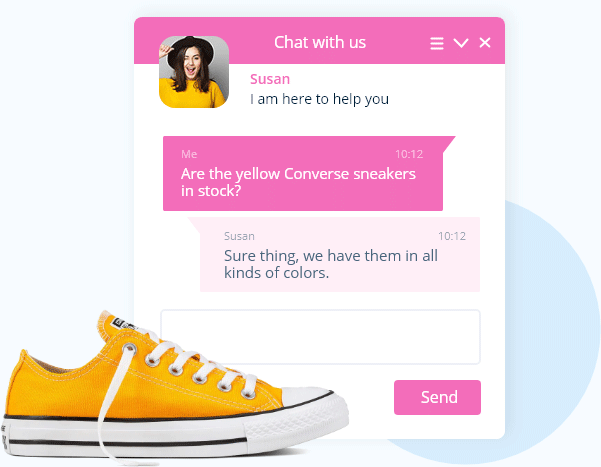 Chat with us
Susan
I am here to help you
Me 10:12
Are the yellow Converse sneakers
in stock?
Susan 10:12
Sure thing, we have them in all
kinds of colors.
Send